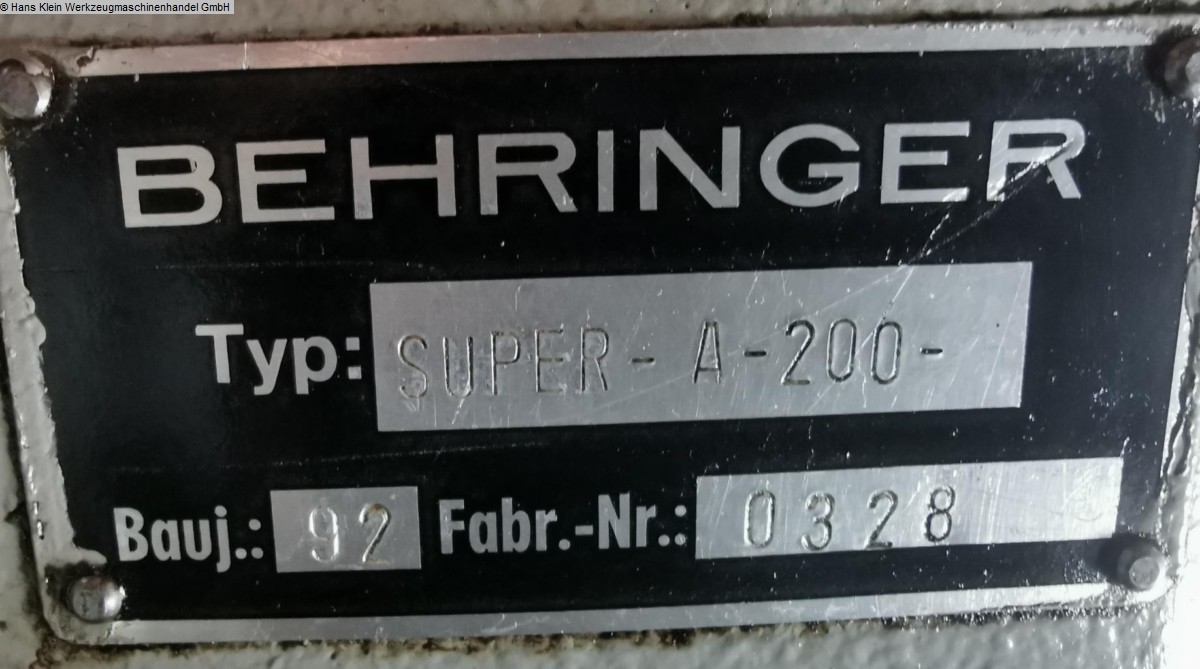 © Hans Klein Werkzeugmaschinenhandel GmbH
BEHRINGER
Typ: SUPER - A - 200 -
Bauj.: 92 Fabr.-Nr.: 0328